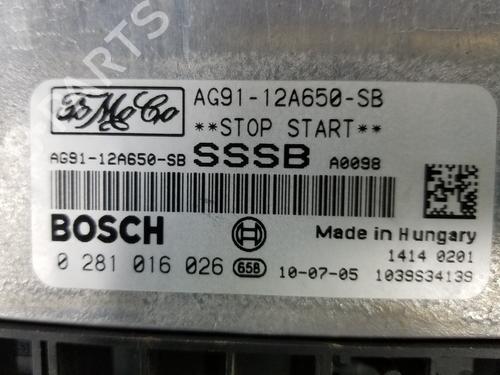 PARTS
FoMoCo
AG91-12A650-SB
**STOP START**
AG91-12A650-SB SSSB A0098
BOSCH
Made in Hungary
1414 0201
0 281 016 026 658 10-07-05 1039S34139